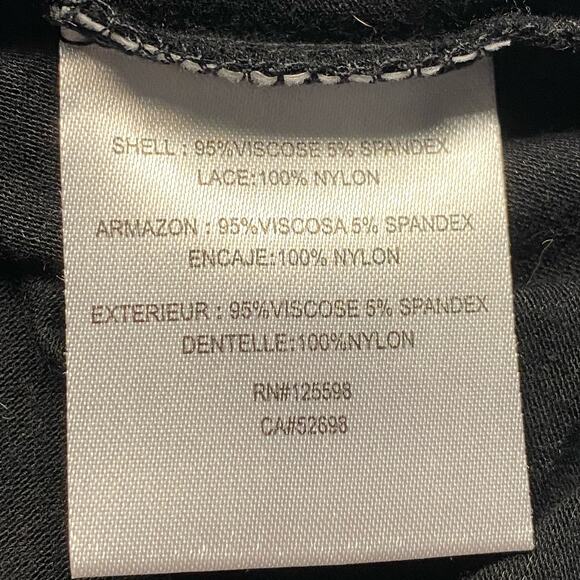 SHELL : 95%VISCOSE 5% SPANDEX
LACE:100% NYLON
ARMAZON : 95%VISCOSA 5% SPANDEX
ENCAJE:100% NYLON
EXTERIEUR : 95%VISCOSE 5% SPANDEX
DENTELLE:100%NYLON
RN#125598
CA#52698